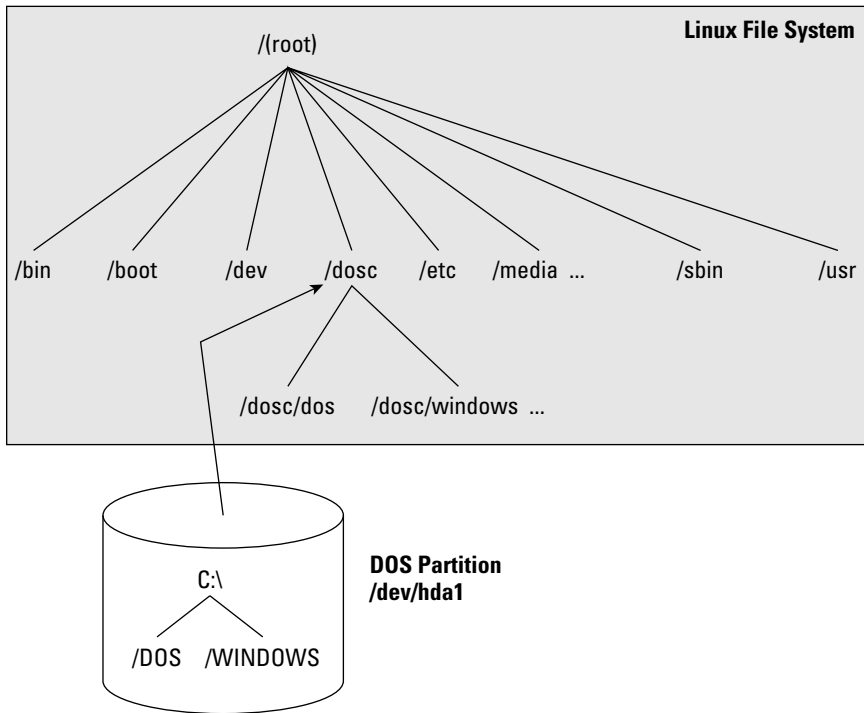 Linux File System
/(root)
/bin /boot /dev /dosc /etc /media ... /sbin /usr
/dosc/dos /dosc/windows ...
DOS Partition
/dev/hda1
C:\
/DOS /WINDOWS